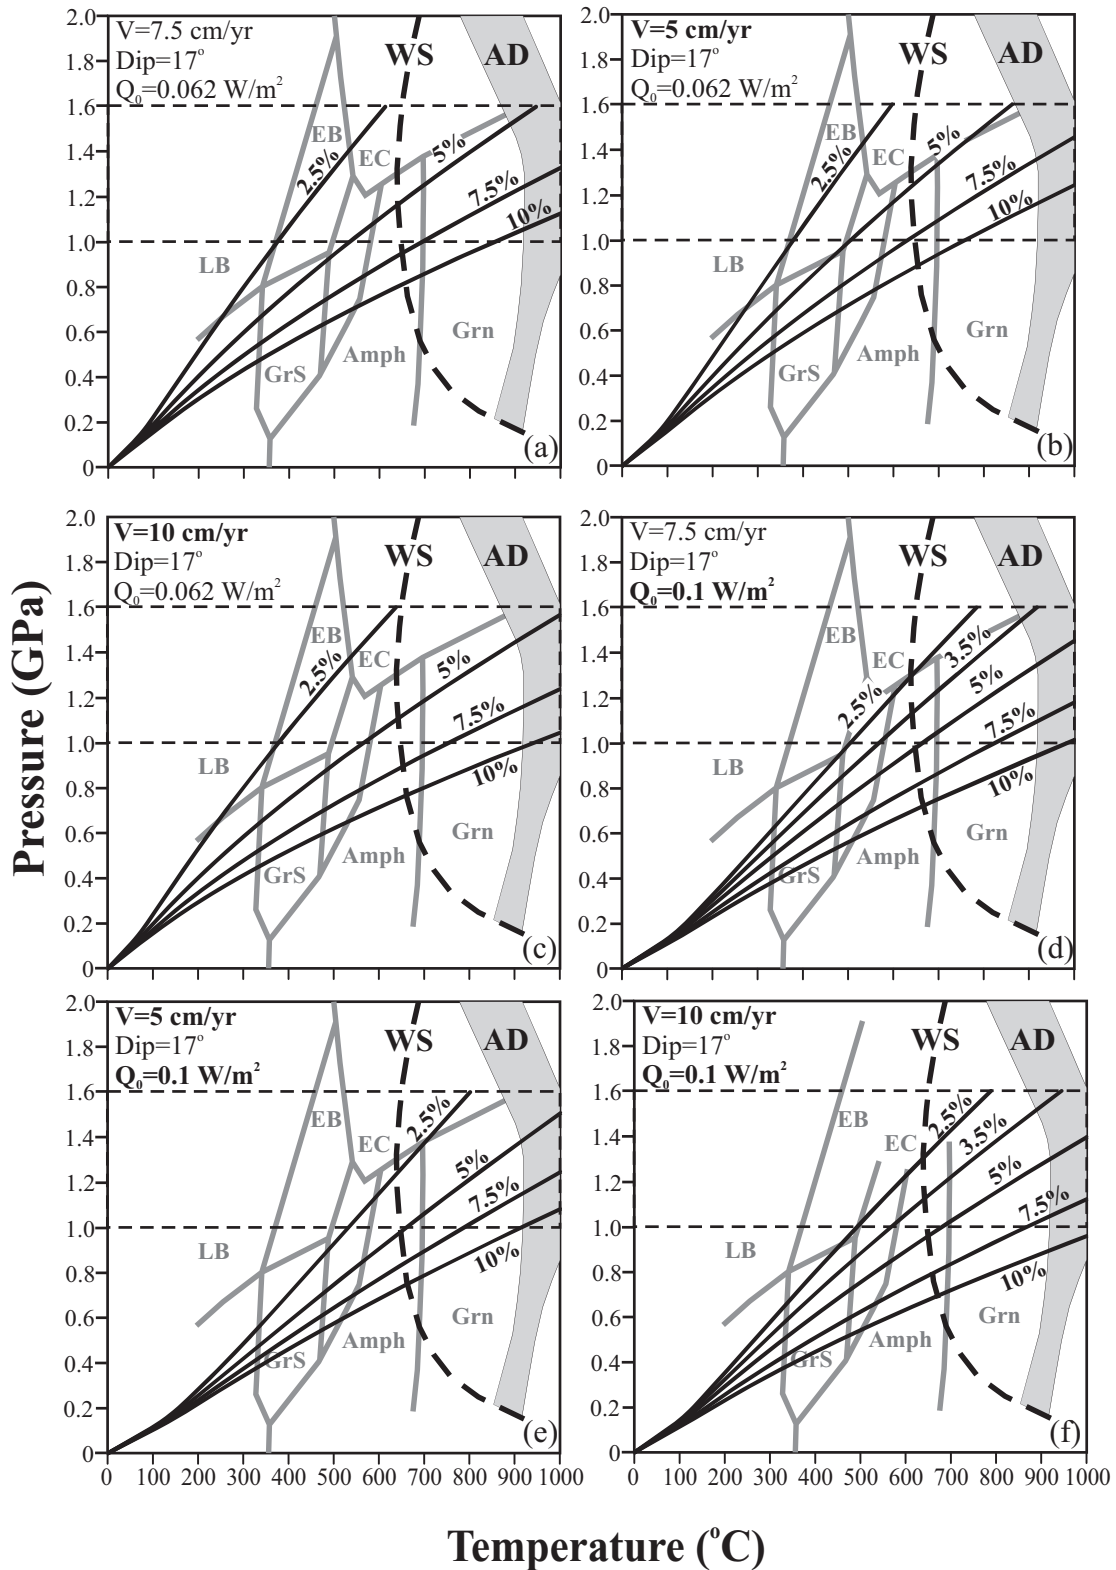 2.0
V=7.5 cm/yr
Dip=17°
Q₀=0.062 W/m²
WS
AD
1.8
1.6
1.4
1.2
1.0
0.8
0.6
0.4
0.2
0
EB
EC
2.5%
5%
7.5%
10%
LB
GrS
Amph
Grn
(a)
2.0
V=5 cm/yr
Dip=17°
Q₀=0.062 W/m²
WS
AD
1.8
1.6
1.4
1.2
1.0
0.8
0.6
0.4
0.2
0
EB
EC
2.5%
5%
7.5%
10%
LB
GrS
Amph
Grn
(b)
2.0
V=10 cm/yr
Dip=17°
Q₀=0.062 W/m²
WS
AD
1.8
1.6
1.4
1.2
1.0
0.8
0.6
0.4
0.2
0
EB
EC
2.5%
5%
7.5%
10%
LB
GrS
Amph
Grn
(c)
2.0
V=7.5 cm/yr
Dip=17°
Q₀=0.1 W/m²
WS
AD
1.8
1.6
1.4
1.2
1.0
0.8
0.6
0.4
0.2
0
EB
EC
2.5%
3.5%
5%
7.5%
10%
LB
GrS
Amph
Grn
(d)
2.0
V=5 cm/yr
Dip=17°
Q₀=0.1 W/m²
WS
AD
1.8
1.6
1.4
1.2
1.0
0.8
0.6
0.4
0.2
0
EB
EC
2.5%
5%
7.5%
10%
LB
GrS
Amph
Grn
(e)
0 100 200 300 400 500 600 700 800 900 1000
2.0
V=10 cm/yr
Dip=17°
Q₀=0.1 W/m²
WS
AD
1.8
1.6
1.4
1.2
1.0
0.8
0.6
0.4
0.2
0
EB
EC
2.5%
3.5%
5%
7.5%
10%
LB
GrS
Amph
Grn
(f)
0 100 200 300 400 500 600 700 800 900 1000
Pressure (GPa)
Temperature (°C)